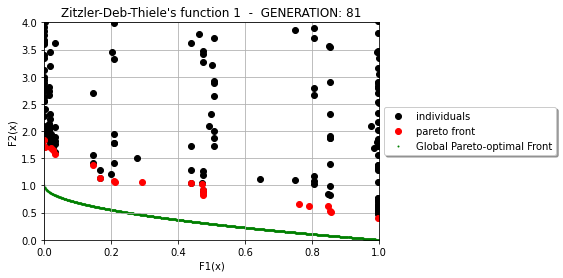 Zitzler-Deb-Thiele's function 1  -  GENERATION: 81
4.0
3.5
3.0
2.5
2.0
1.5
1.0
0.5
0.0
F2(x)
0.0 0.2 0.4 0.6 0.8 1.0
F1(x)
individuals
pareto front
Global Pareto-optimal Front